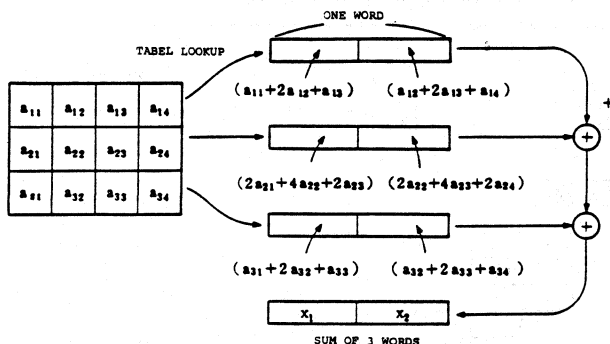 ONE WORD
TABEL LOOKUP
(a₁₁+2a₁₂+a₁₃) (a₁₂+2a₁₃+a₁₄)
a₁₁ a₁₂ a₁₃ a₁₄
+
a₂₁ a₂₂ a₂₃ a₂₄
+
(2a₂₁+4a₂₂+2a₂₃) (2a₂₂+4a₂₃+2a₂₄)
a₃₁ a₃₂ a₃₃ a₃₄
+
(a₃₁+2a₃₂+a₃₃) (a₃₂+2a₃₃+a₃₄)
X₁ X₂
SUM OF 3 WORDS